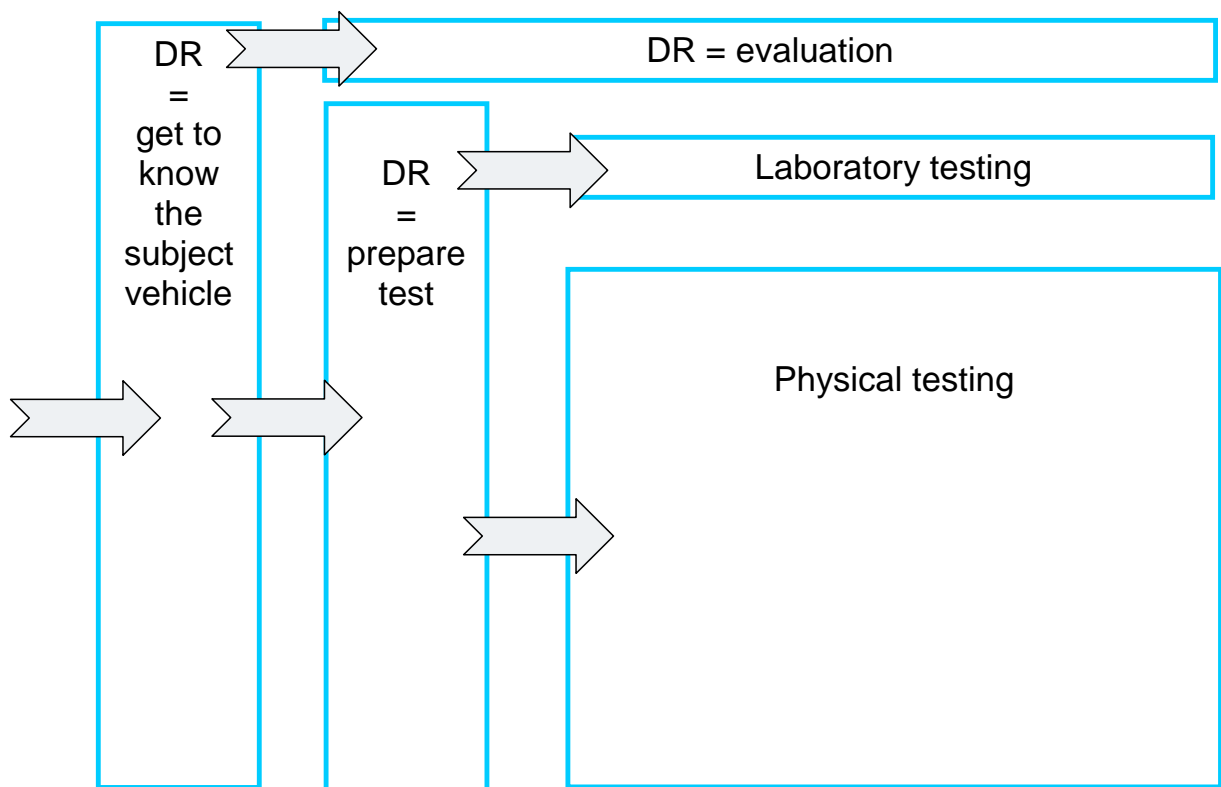 DR
=
get to
know
the
subject
vehicle
DR = evaluation
DR
=
prepare
test
Laboratory testing
Physical testing